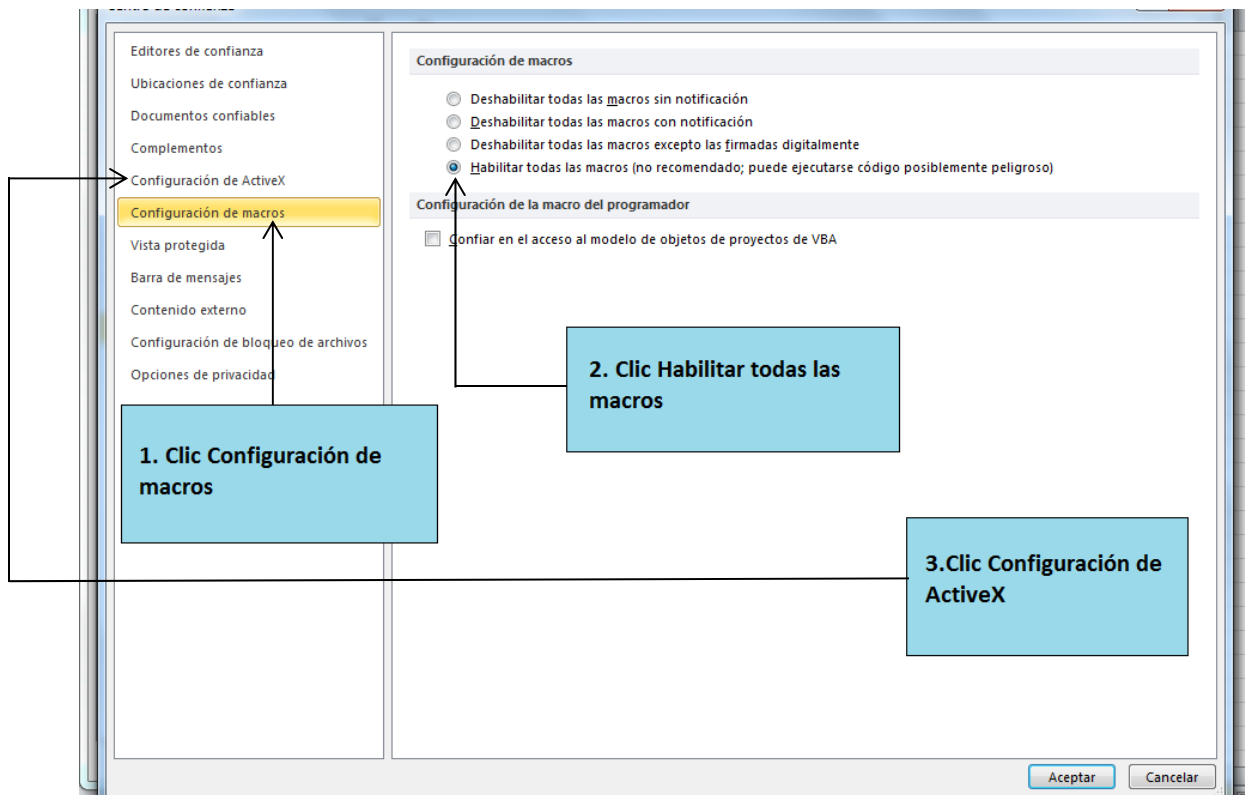 Editores de confianza
Ubicaciones de confianza
Documentos confiables
Complementos
Configuración de ActiveX
Configuración de macros
Vista protegida
Barra de mensajes
Contenido externo
Configuración de bloqueo de archivos
Opciones de privacidad
Configuración de macros
Deshabilitar todas las macros sin notificación
Deshabilitar todas las macros con notificación
Deshabilitar todas las macros excepto las firmadas digitalmente
Habilitar todas las macros (no recomendado; puede ejecutarse código posiblemente peligroso)
Configuración de la macro del programador
Confiar en el acceso al modelo de objetos de proyectos de VBA
1. Clic Configuración de
macros
2. Clic Habilitar todas las
macros
3.Clic Configuración de
ActiveX
Aceptar
Cancelar